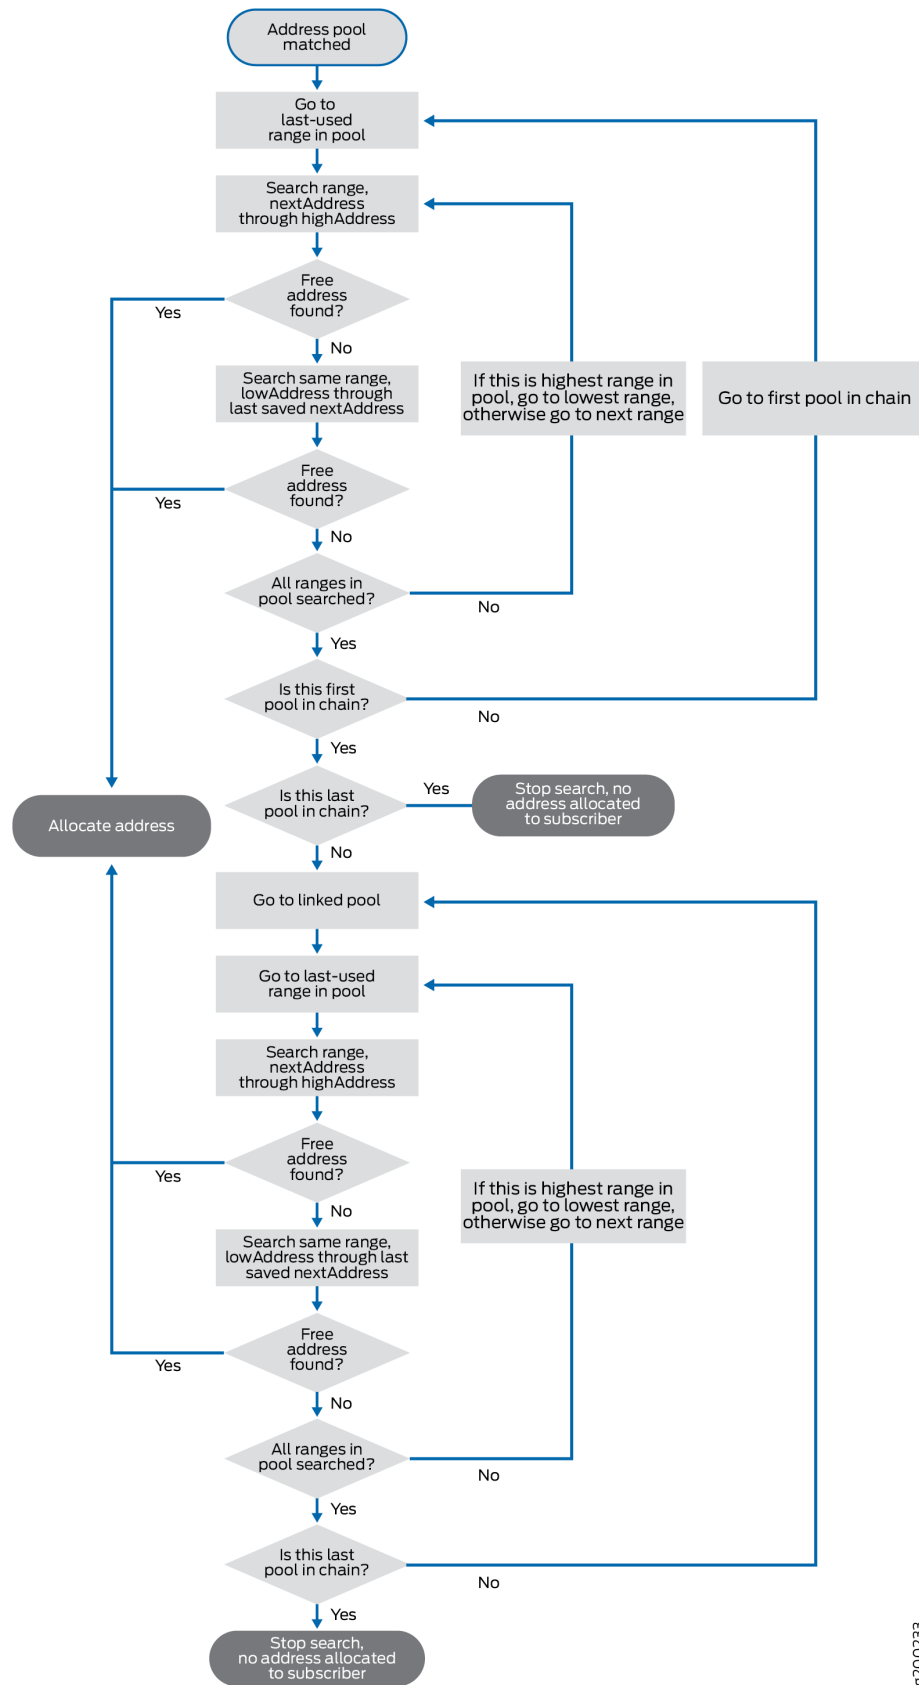 Address pool
matched
Go to
last-used
range in pool
Search range,
nextAddress
through highAddress
Free
address
found?
Yes
No
Search same range,
lowAddress through
last saved nextAddress
If this is highest range in
pool, go to lowest range,
otherwise go to next range
Go to first pool in chain
Free
address
found?
Yes
No
All ranges in
pool searched?
No
Yes
Is this first
pool in chain?
No
Yes
Is this last
pool in chain?
Yes
Stop search, no
address allocated
to subscriber
Allocate address
No
Go to linked pool
Go to last-used
range in pool
Search range,
nextAddress
through highAddress
Free
address
found?
Yes
No
If this is highest range in
pool, go to lowest range,
otherwise go to next range
Search same range,
lowAddress through last
saved nextAddress
Free
address
found?
Yes
No
All ranges in
pool searched?
No
Yes
Is this last
pool in chain?
No
Yes
Stop search,
no address allocated
to subscriber